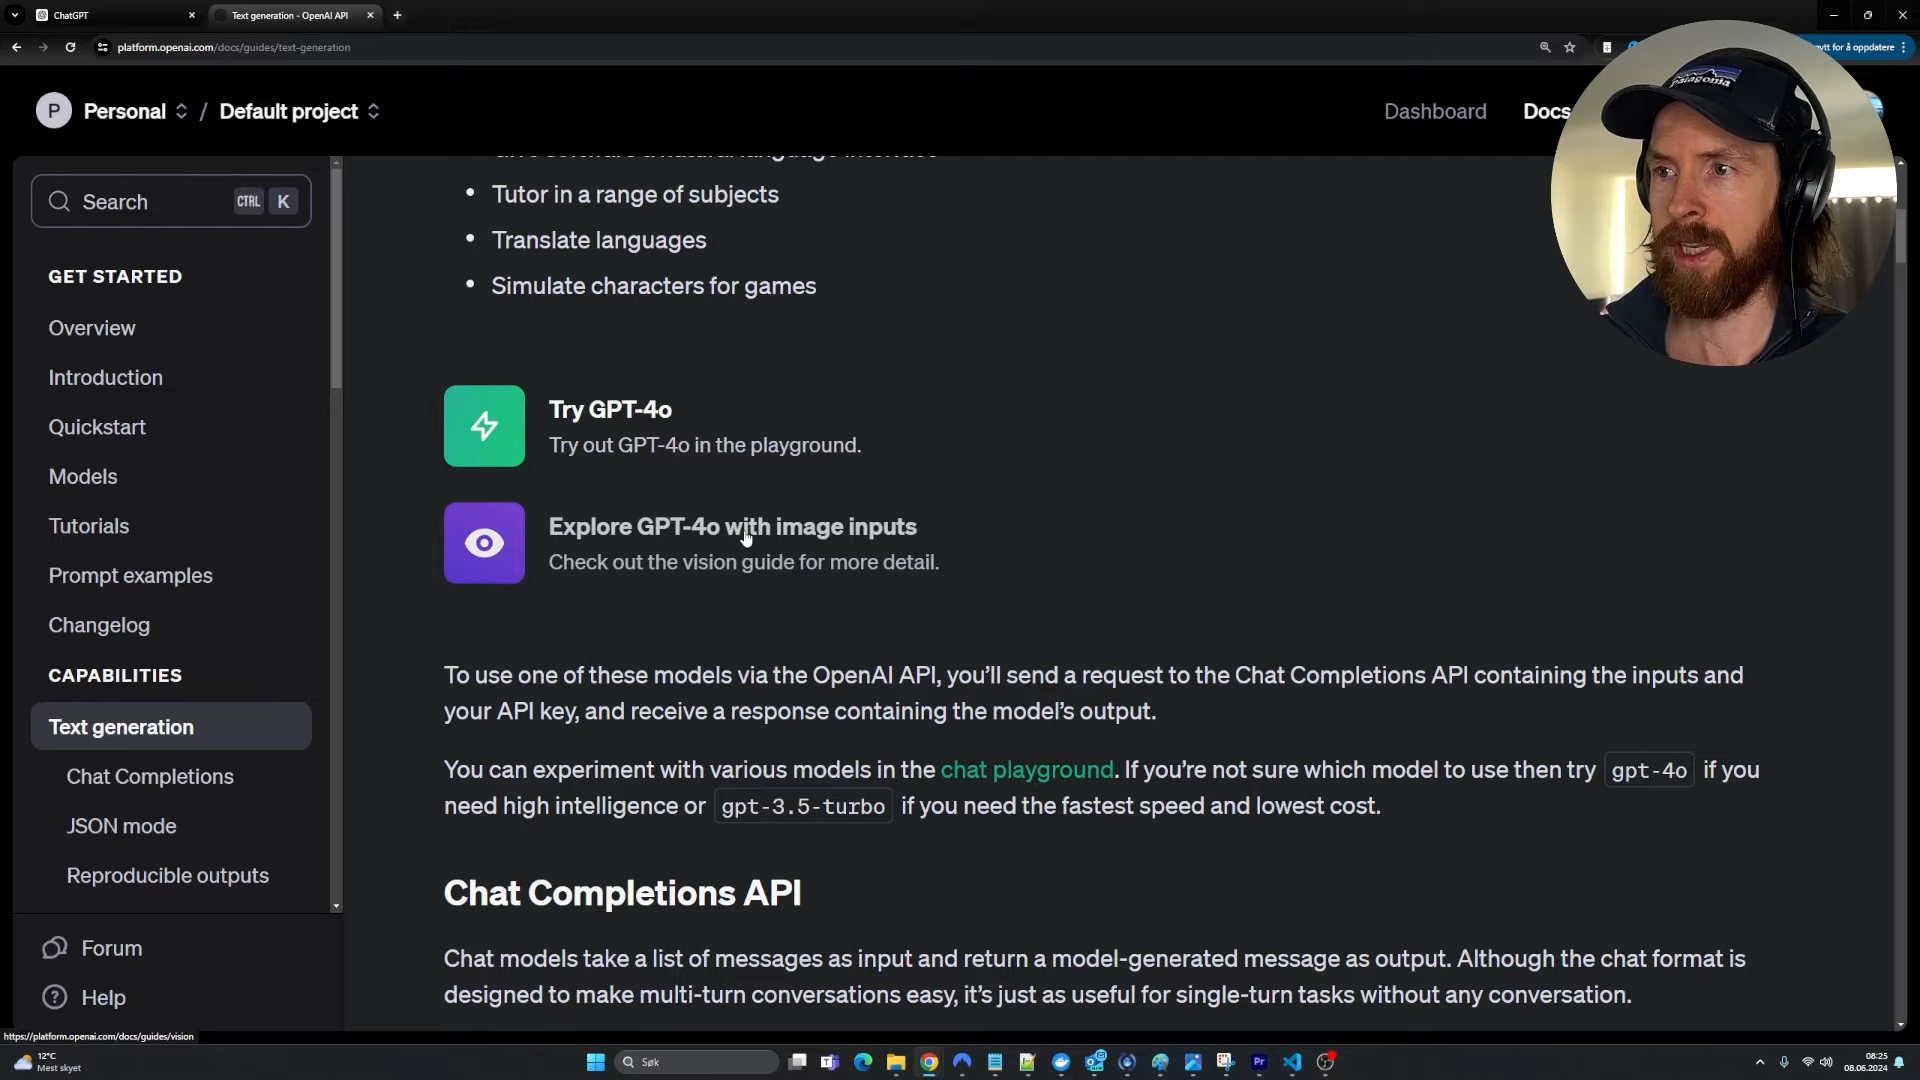 ChatGPT
Text generation - OpenAI API
platform.openai.com/docs/guides/text-generation
ytt for å oppdatere
patagonia
P
Personal / Default project
Dashboard
Docs
Search
CTRL K
GET STARTED
Overview
Introduction
Quickstart
Models
Tutorials
Prompt examples
Changelog
CAPABILITIES
Text generation
Chat Completions
JSON mode
Reproducible outputs
Forum
Help
Give software a natural language interface
Tutor in a range of subjects
Translate languages
Simulate characters for games
Try GPT-4o
Try out GPT-4o in the playground.
Explore GPT-4o with image inputs
Check out the vision guide for more detail.
To use one of these models via the OpenAI API, you’ll send a request to the Chat Completions API containing the inputs and
your API key, and receive a response containing the model’s output.
You can experiment with various models in the chat playground. If you’re not sure which model to use then try gpt-4o if you
need high intelligence or gpt-3.5-turbo if you need the fastest speed and lowest cost.
Chat Completions API
Chat models take a list of messages as input and return a model-generated message as output. Although the chat format is
designed to make multi-turn conversations easy, it’s just as useful for single-turn tasks without any conversation.
https://platform.openai.com/docs/guides/vision
12°C
Mest skyet
Søk
Pr
08:25
08.06.2024